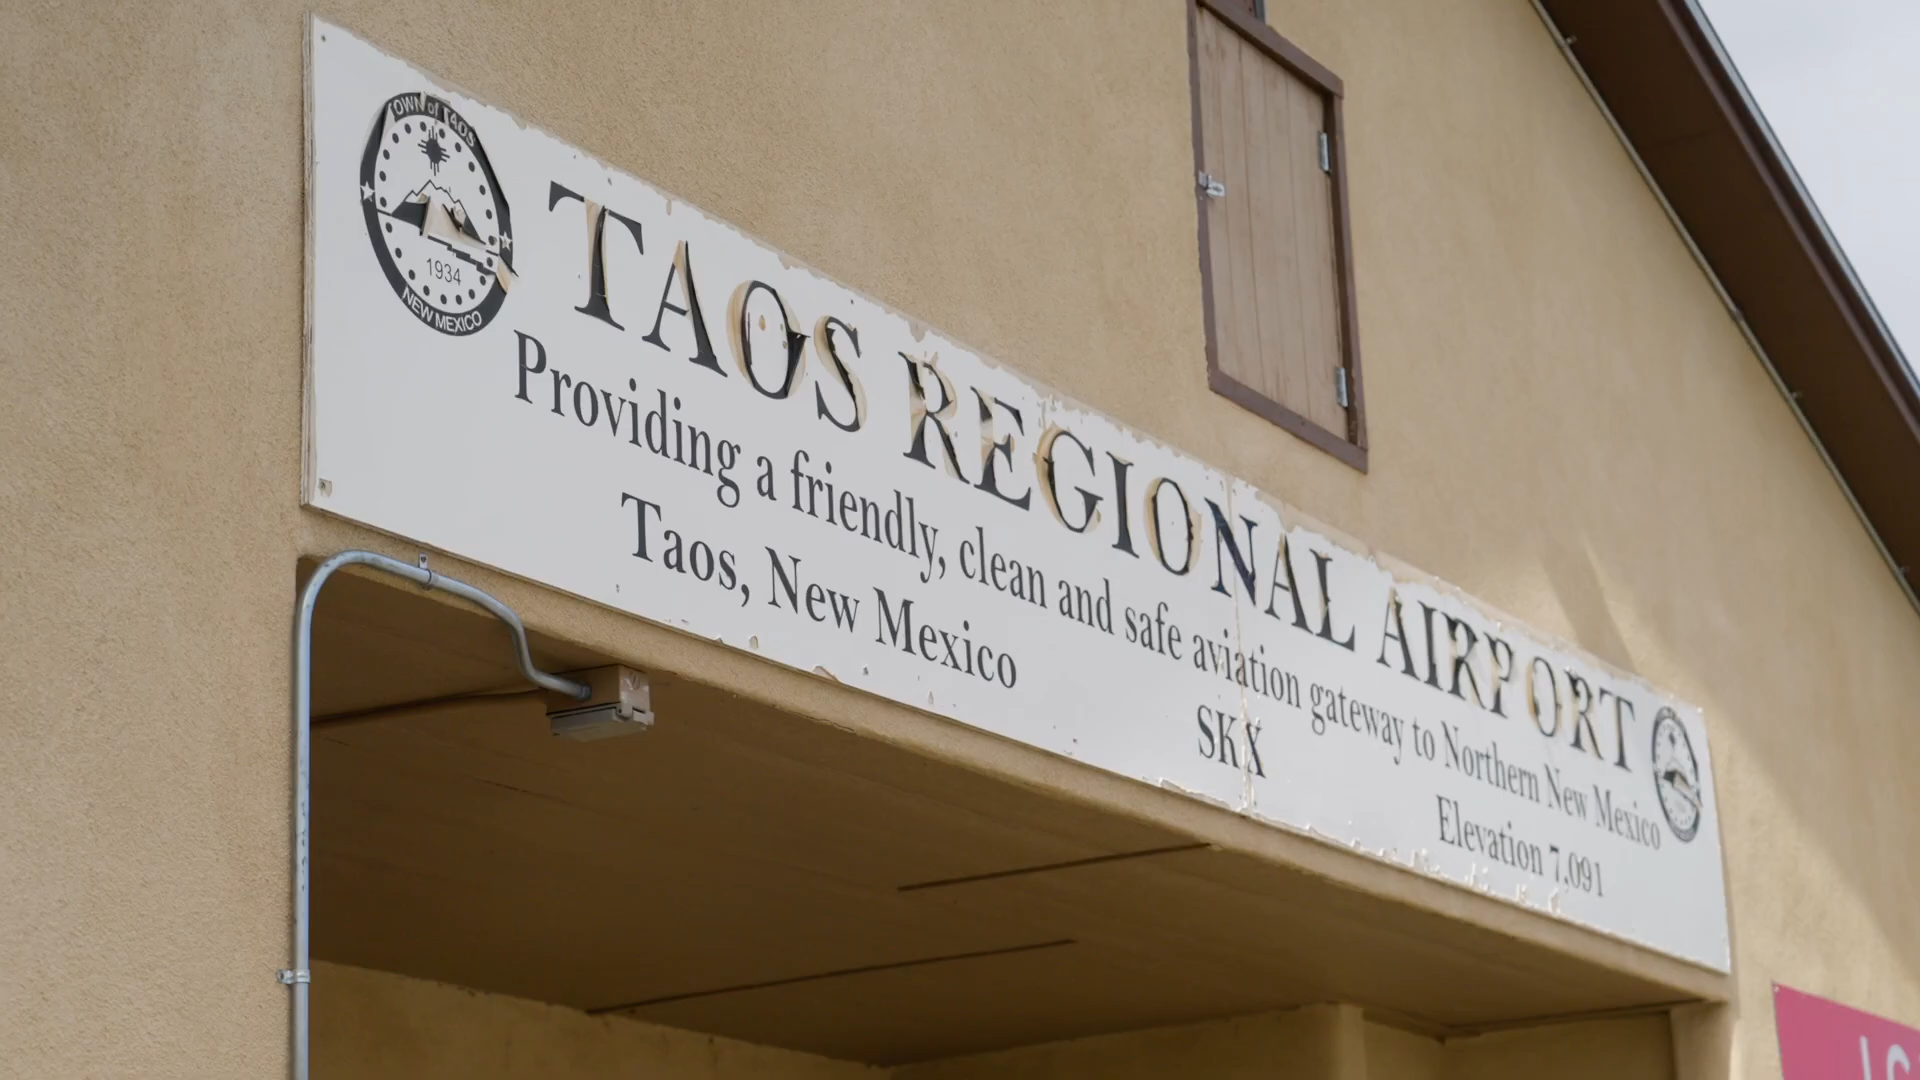 TOWN of TAOS
1934
NEW MEXICO
TAOS REGIONAL AIRPORT
Providing a friendly, clean and safe aviation gateway to Northern New Mexico
Taos, New Mexico
SKX
Elevation 7,091